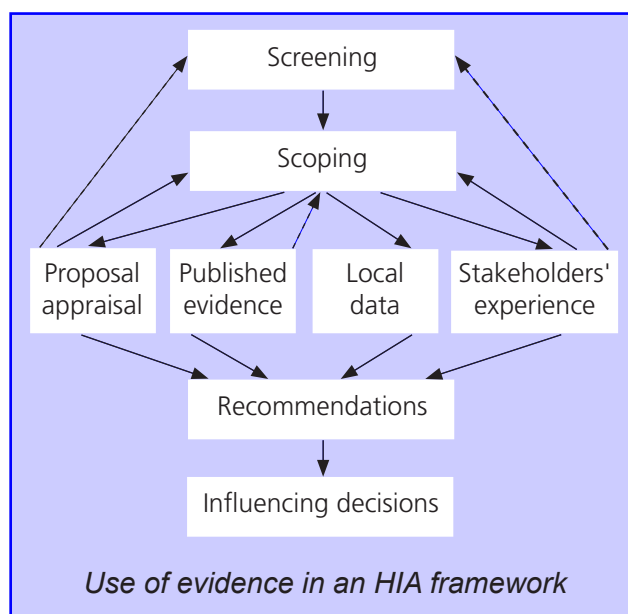 Screening
Scoping
Proposal
appraisal
Published
evidence
Local
data
Stakeholders'
experience
Recommendations
Influencing decisions
Use of evidence in an HIA framework